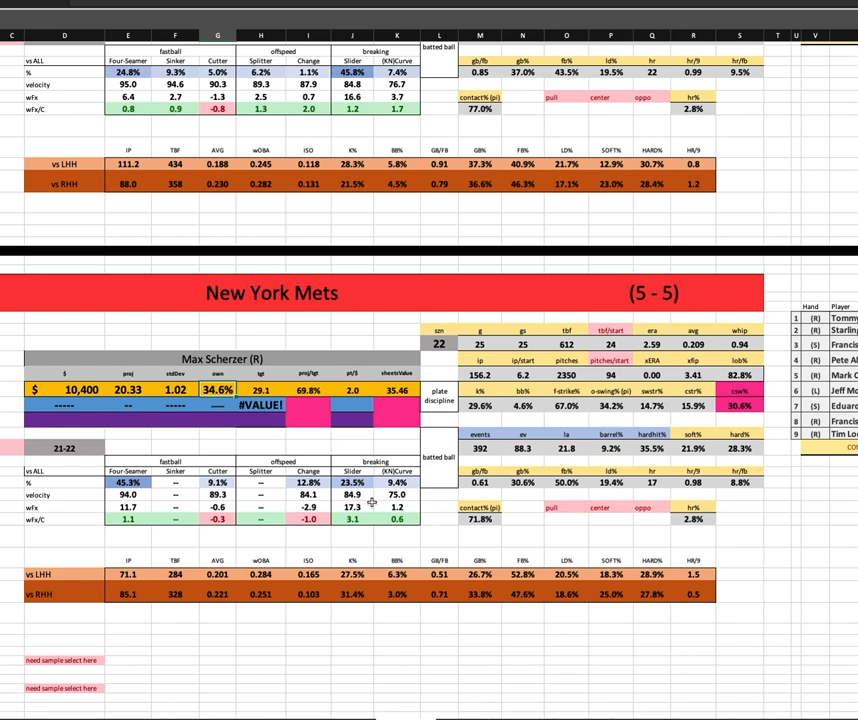 C D E F G H I J K L M N O P Q R S T U V W
fastball offspeed breaking batted ball
vs ALL Four-Seamer Sinker Cutter Splitter Change Slider (KN)Curve gb/fb gb% fb% ld% hr hr/9 hr/fb
% 24.8% 9.3% 5.0% 6.2% 1.1% 45.8% 7.4% 0.85 37.0% 43.5% 19.5% 22 0.99 9.5%
velocity 95.0 94.6 90.3 89.3 87.9 84.8 76.7
wFx 6.4 2.7 -1.3 2.5 0.7 16.6 3.7 contact% (pi) pull center oppo hr%
wFx/C 0.8 0.9 -0.8 1.3 2.0 1.2 1.7 77.0% 2.8%
IP TBF AVG wOBA ISO K% BB% GB/FB GB% FB% LD% SOFT% HARD% HR/9
vs LHH 111.2 434 0.188 0.245 0.118 28.3% 5.8% 0.91 37.3% 40.9% 21.7% 12.9% 30.7% 0.8
vs RHH 88.0 358 0.230 0.282 0.131 21.5% 4.5% 0.79 36.6% 46.3% 17.1% 23.0% 28.4% 1.2
New York Mets (5 - 5)
Hand Player
1 (R) Tommy
2 (R) Starling
3 (S) Francis
4 (R) Pete Al
5 (R) Mark C
6 (L) Jeff Mc
7 (S) Eduard
8 (R) Francis
9 (R) Tim Loc
szn g gs tbf tbf/start era avg whip
22 25 25 612 24 2.59 0.209 0.94
Max Scherzer (R) ip ip/start pitches pitches/start xERA xfip lob%
$ proj stdDev own tgt proj/tgt pt/$ sheetsValue 156.2 6.2 2350 94 0.00 3.41 82.8%
$ 10,400 20.33 1.02 34.6% 29.1 69.8% 2.0 35.46 plate discipline k% bb% f-strike% o-swing% (pi) swstr% cstr% csw%
----- -- ----- ----- #VALUE! 29.6% 4.6% 67.0% 34.2% 14.7% 15.9% 30.6%
events ev la barrel% hardhit% soft% hard%
21-22 392 88.3 21.8 9.2% 35.5% 21.9% 28.3%
fastball offspeed breaking batted ball
vs ALL Four-Seamer Sinker Cutter Splitter Change Slider (KN)Curve gb/fb gb% fb% ld% hr hr/9 hr/fb
% 45.3% -- 9.1% -- 12.8% 23.5% 9.4% 0.61 30.6% 50.0% 19.4% 17 0.98 8.8%
velocity 94.0 -- 89.3 -- 84.1 84.9 75.0
wFx 11.7 -- -0.6 -- -2.9 17.3 1.2 contact% (pi) pull center oppo hr%
wFx/C 1.1 -- -0.3 -- -1.0 3.1 0.6 71.8% 2.8%
IP TBF AVG wOBA ISO K% BB% GB/FB GB% FB% LD% SOFT% HARD% HR/9
vs LHH 71.1 284 0.201 0.284 0.165 27.5% 6.3% 0.51 26.7% 52.8% 20.5% 18.3% 28.9% 1.5
vs RHH 85.1 328 0.221 0.251 0.103 31.4% 3.0% 0.71 33.8% 47.6% 18.6% 25.0% 27.8% 0.5
need sample select here
need sample select here